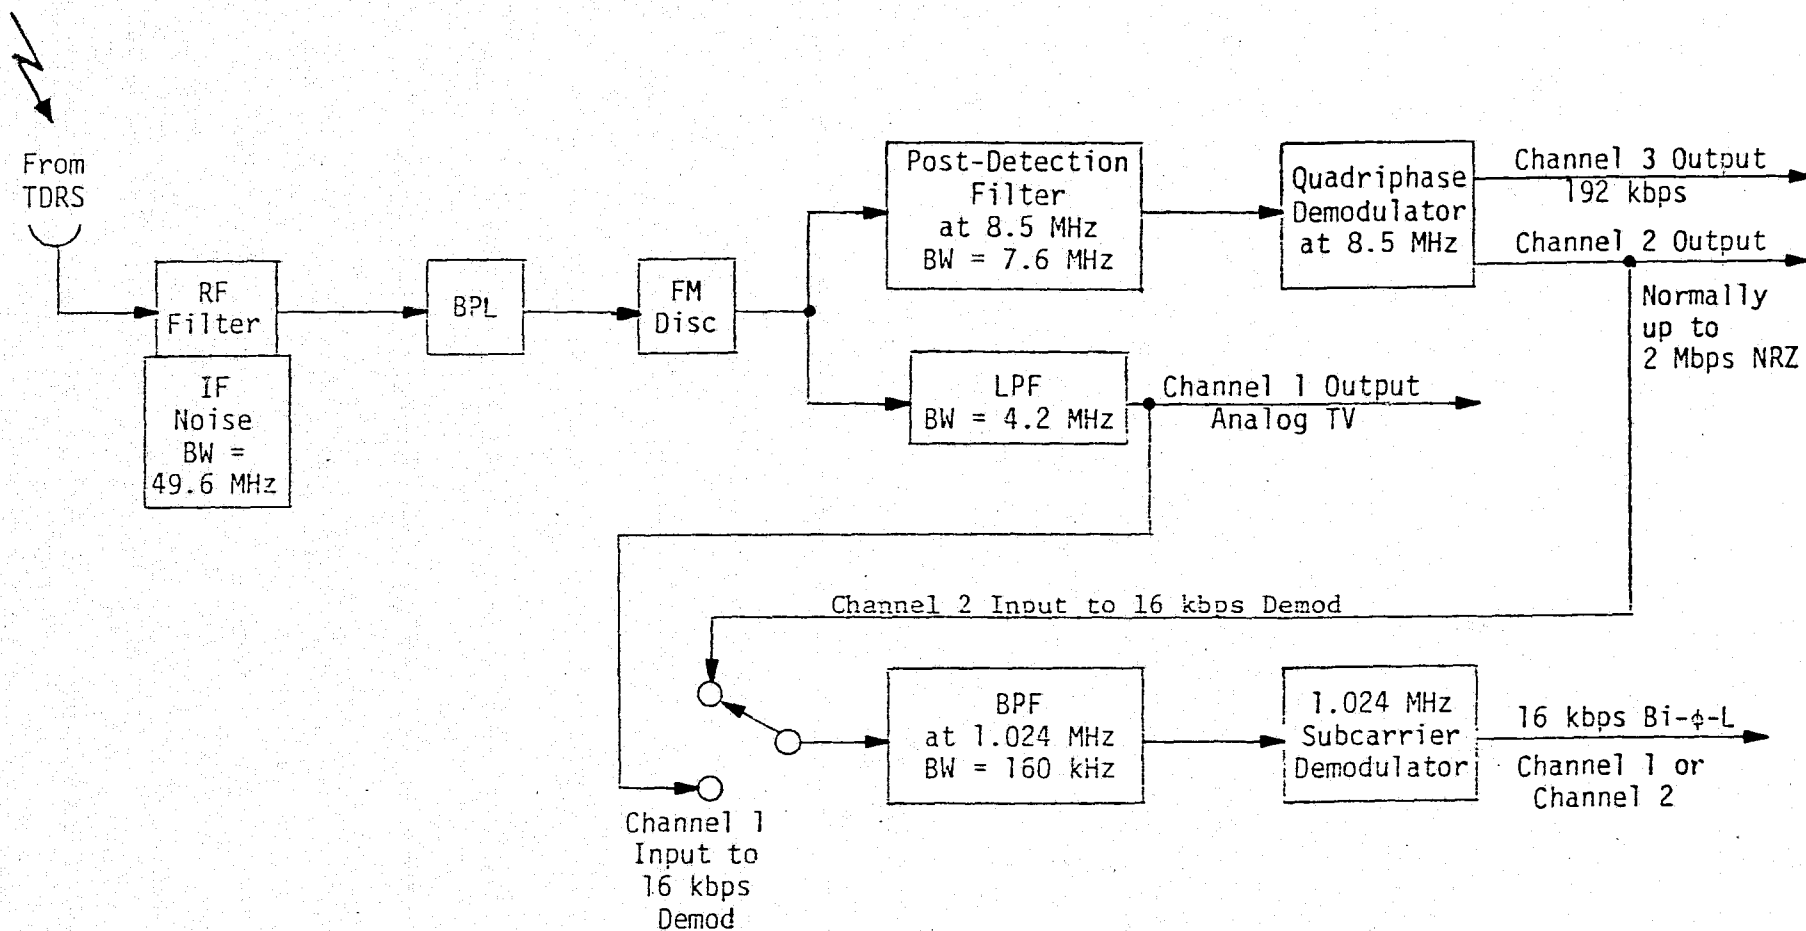 From
TDRS
RF
Filter
IF
Noise
BW =
49.6 MHz
BPL
FM
Disc
Post-Detection
Filter
at 8.5 MHz
BW = 7.6 MHz
Quadriphase
Demodulator
at 8.5 MHz
Channel 3 Output
192 kbps
Channel 2 Output
Normally
up to
2 Mbps NRZ
LPF
BW = 4.2 MHz
Channel 1 Output
Analog TV
Channel 2 Input to 16 kbps Demod
Channel 1
Input to
16 kbps
Demod
BPF
at 1.024 MHz
BW = 160 kHz
1.024 MHz
Subcarrier
Demodulator
16 kbps Bi-ϕ-L
Channel 1 or
Channel 2